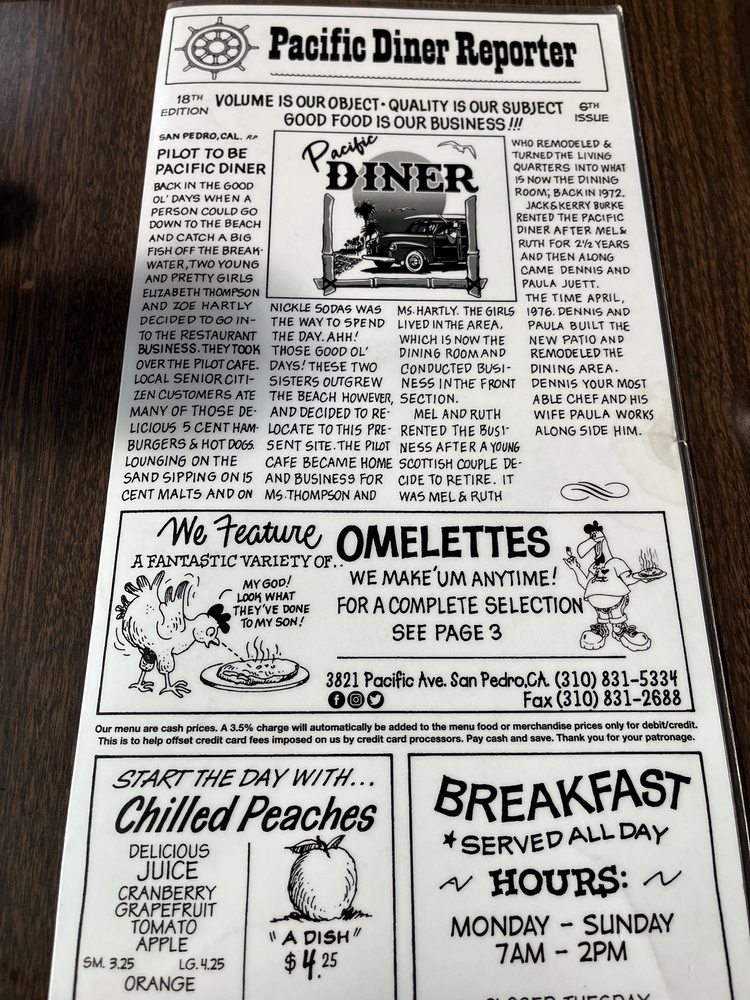 Pacific Diner Reporter
18TH EDITION
VOLUME IS OUR OBJECT · QUALITY IS OUR SUBJECT
GOOD FOOD IS OUR BUSINESS!!!
6TH ISSUE
SAN PEDRO, CAL. RP
PILOT TO BE
PACIFIC DINER
BACK IN THE GOOD
OL' DAYS WHEN A
PERSON COULD GO
DOWN TO THE BEACH
AND CATCH A BIG
FISH OFF THE BREAK-
WATER, TWO YOUNG
AND PRETTY GIRLS
ELIZABETH THOMPSON
AND ZOE HARTLY
DECIDED TO GO IN-
TO THE RESTAURANT
BUSINESS. THEY TOOK
OVER THE PILOT CAFE.
LOCAL SENIOR CITI-
ZEN CUSTOMERS ATE
MANY OF THOSE DE-
LICIOUS 5 CENT HAM-
BURGERS & HOT DOGS.
LOUNGING ON THE
SAND SIPPING ON 15
CENT MALTS AND ON
Pacific
DINER
NICKLE SODAS WAS
THE WAY TO SPEND
THE DAY. AHH!
THOSE GOOD OL'
DAYS! THESE TWO
SISTERS OUTGREW
THE BEACH HOWEVER,
AND DECIDED TO RE-
LOCATE TO THIS PRE-
SENT SITE. THE PILOT
CAFE BECAME HOME
AND BUSINESS FOR
MS. THOMPSON AND
MS. HARTLY. THE GIRLS
LIVED IN THE AREA,
WHICH IS NOW THE
DINING ROOM AND
CONDUCTED BUSI-
NESS IN THE FRONT
SECTION.
MEL AND RUTH
RENTED THE BUSI-
NESS AFTER A YOUNG
SCOTTISH COUPLE DE-
CIDE TO RETIRE. IT
WAS MEL & RUTH
WHO REMODELED &
TURNED THE LIVING
QUARTERS INTO WHAT
IS NOW THE DINING
ROOM; BACK IN 1972.
JACK & KERRY BURKE
RENTED THE PACIFIC
DINER AFTER MEL &
RUTH FOR 2½ YEARS
AND THEN ALONG
CAME DENNIS AND
PAULA JUETT.
THE TIME APRIL,
1976. DENNIS AND
PAULA BUILT THE
NEW PATIO AND
REMODELED THE
DINING AREA.
DENNIS YOUR MOST
ABLE CHEF AND HIS
WIFE PAULA WORKS
ALONG SIDE HIM.
We Feature
A FANTASTIC VARIETY OF..
OMELETTES
MY GOD!
LOOK WHAT
THEY'VE DONE
TO MY SON!
WE MAKE 'UM ANYTIME!
FOR A COMPLETE SELECTION
SEE PAGE 3
3821 Pacific Ave. San Pedro, CA. (310) 831-5334
Fax (310) 831-2688
Our menu are cash prices. A 3.5% charge will automatically be added to the menu food or merchandise prices only for debit/credit.
This is to help offset credit card fees imposed on us by credit card processors. Pay cash and save. Thank you for your patronage.
START THE DAY WITH...
Chilled Peaches
DELICIOUS
JUICE
CRANBERRY
GRAPEFRUIT
TOMATO
APPLE
SM. 3.25 LG. 4.25
ORANGE
"A DISH"
$4.25
BREAKFAST
*SERVED ALL DAY
HOURS:
MONDAY - SUNDAY
7AM - 2PM
CLOSED TUESDAY